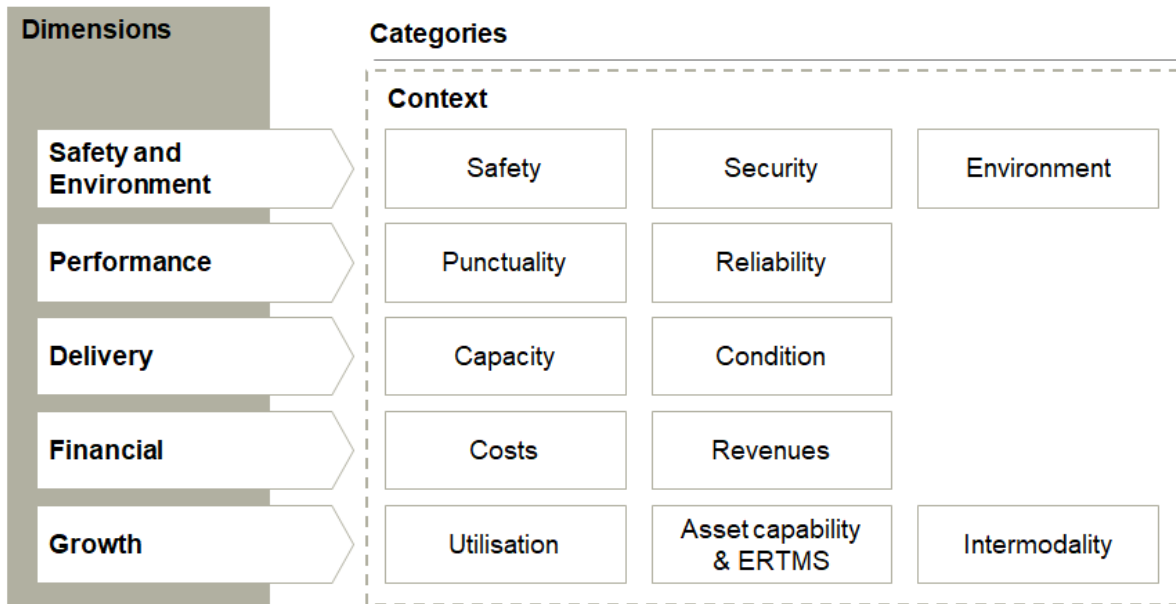 Dimensions
Categories
Context
Safety and
Environment
Safety
Security
Environment
Performance
Punctuality
Reliability
Delivery
Capacity
Condition
Financial
Costs
Revenues
Growth
Utilisation
Asset capability
& ERTMS
Intermodality